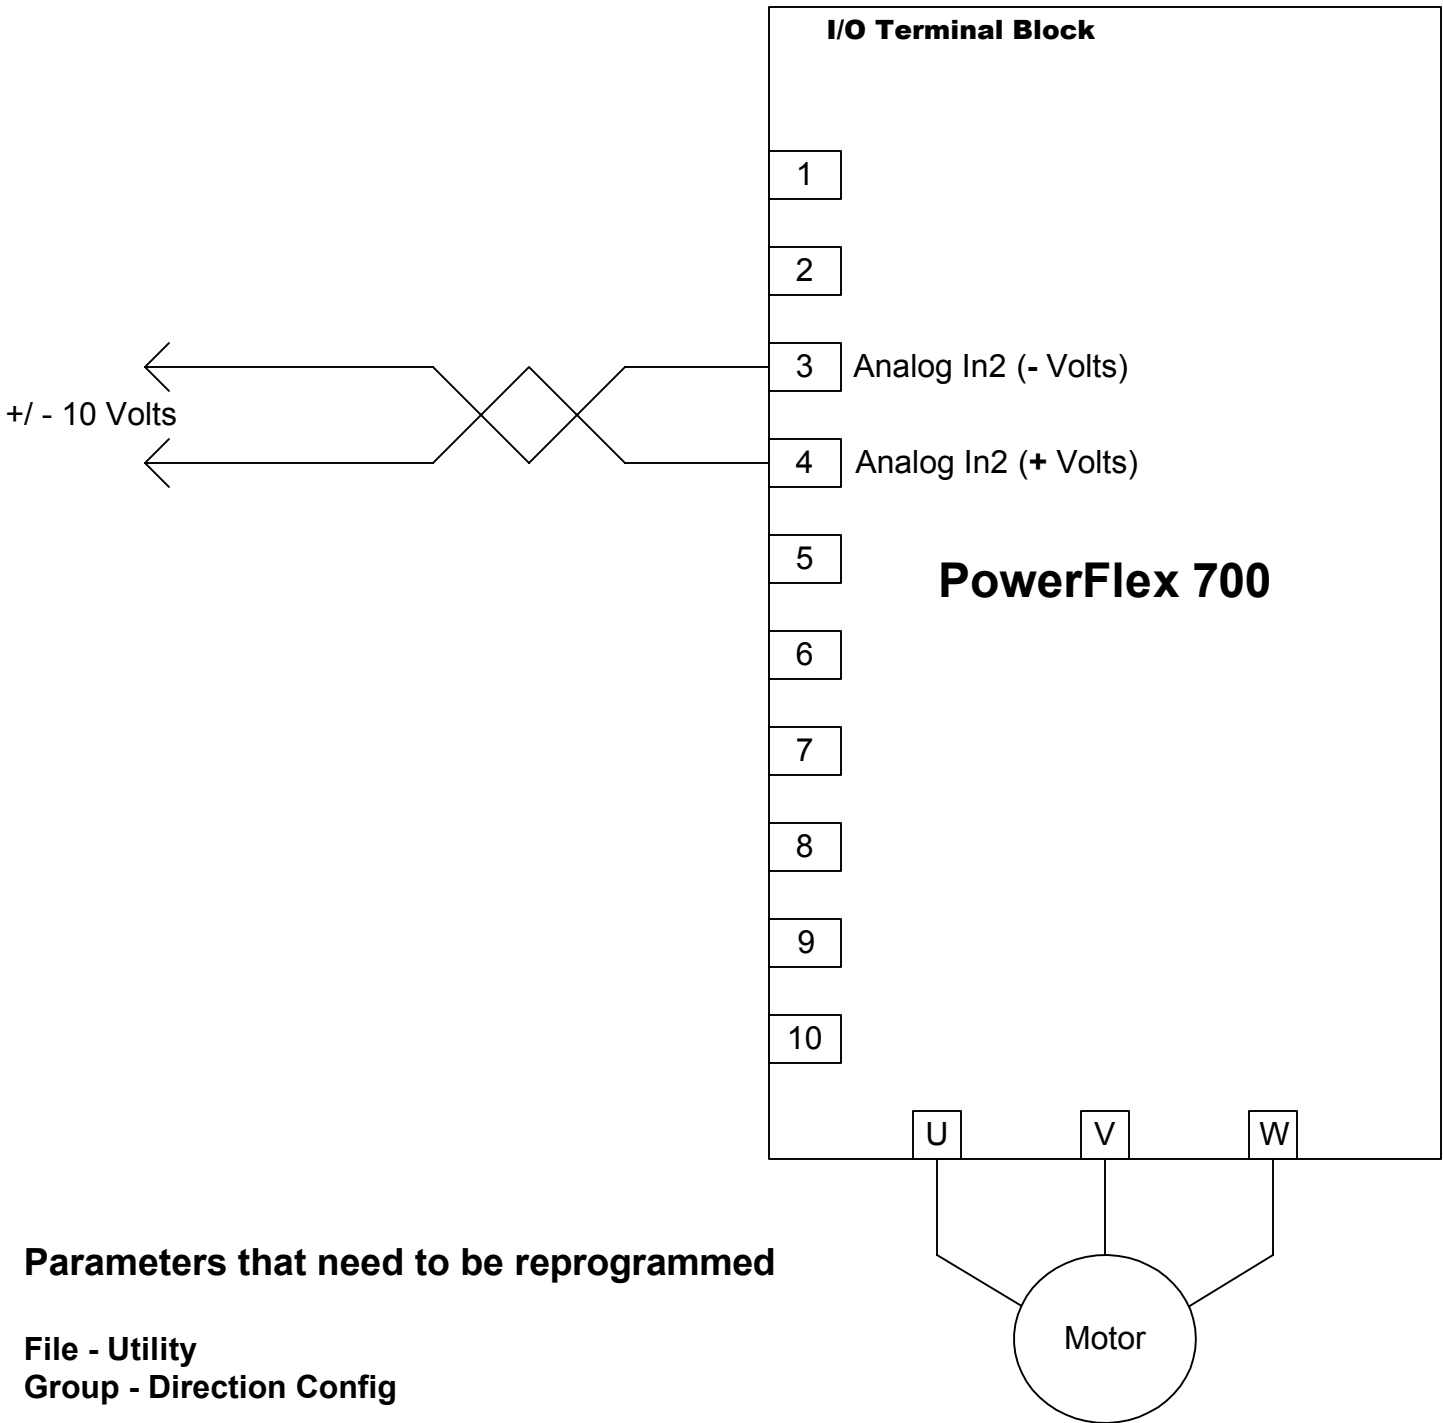 I/O Terminal Block
1
2
3 Analog In2 (- Volts)
+/ - 10 Volts
4 Analog In2 (+ Volts)
5
PowerFlex 700
6
7
8
9
10
U V W
Parameters that need to be reprogrammed
Motor
File - Utility
Group - Direction Config